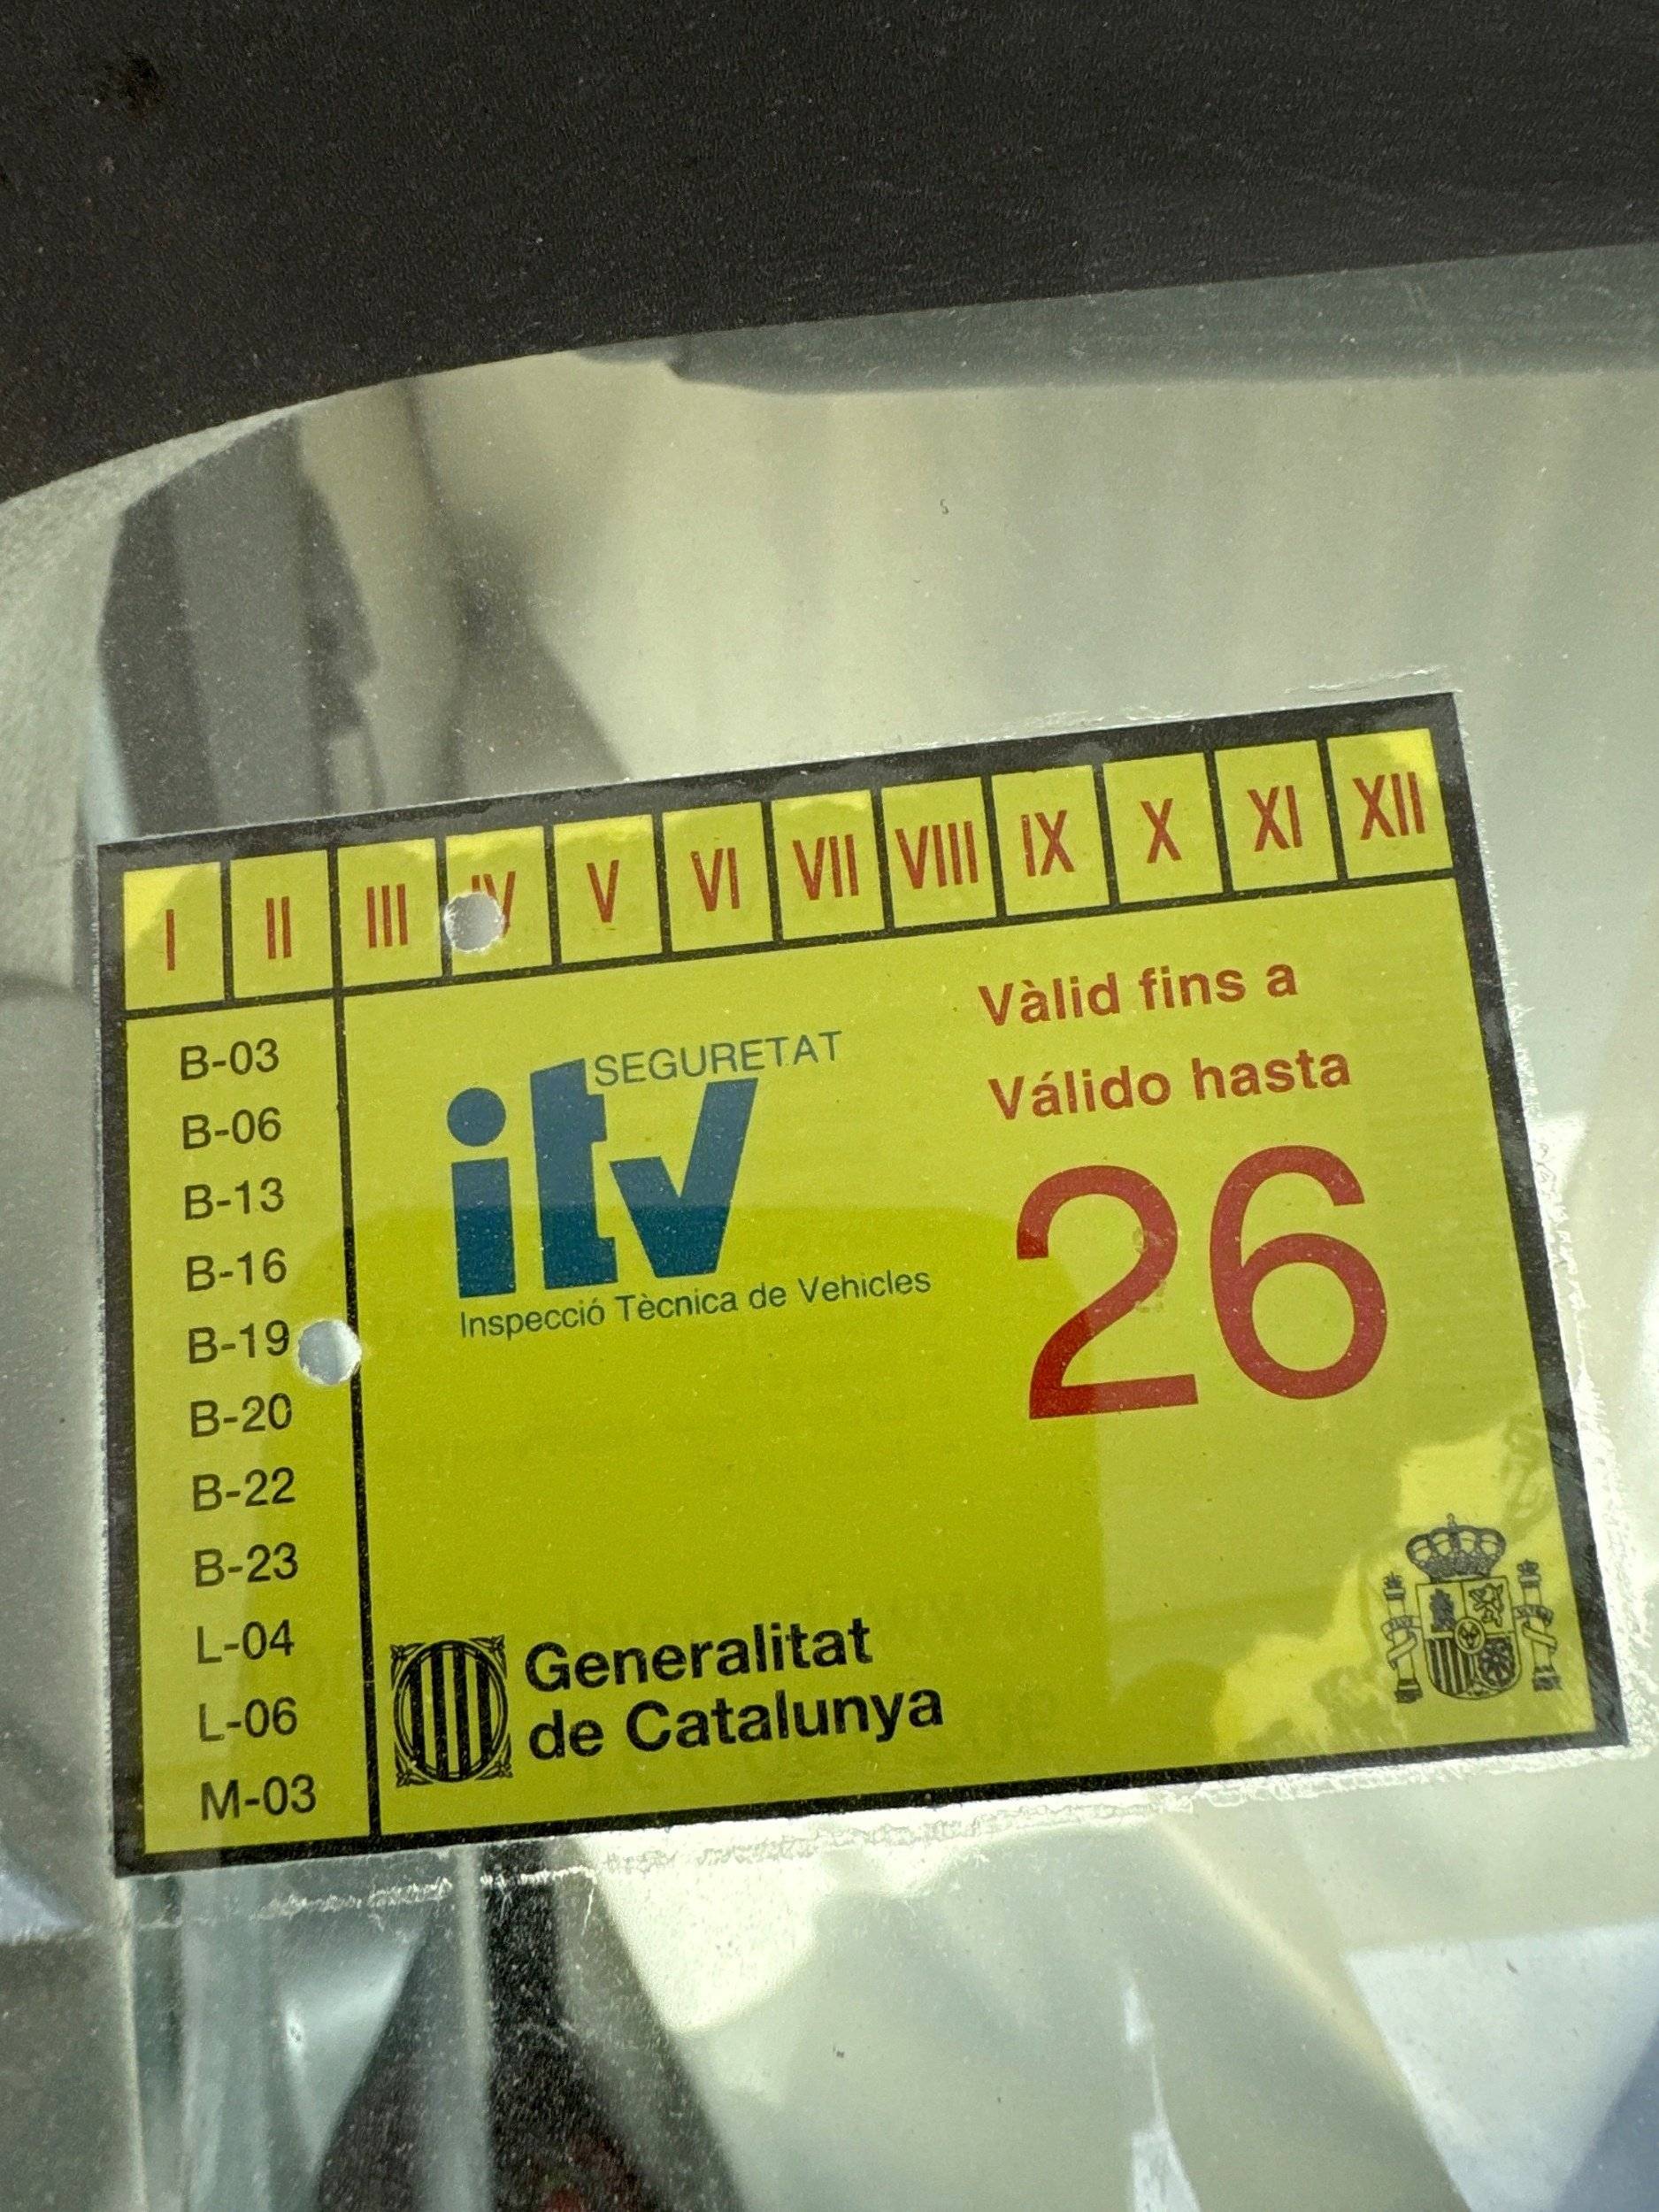 I II III IV V VI VII VIII IX X XI XII
B-03
B-06
B-13
B-16
B-19
B-20
B-22
B-23
L-04
L-06
M-03
SEGURETAT
itv
Inspecció Tècnica de Vehicles
Vàlid fins a
Válido hasta
26
Generalitat
de Catalunya